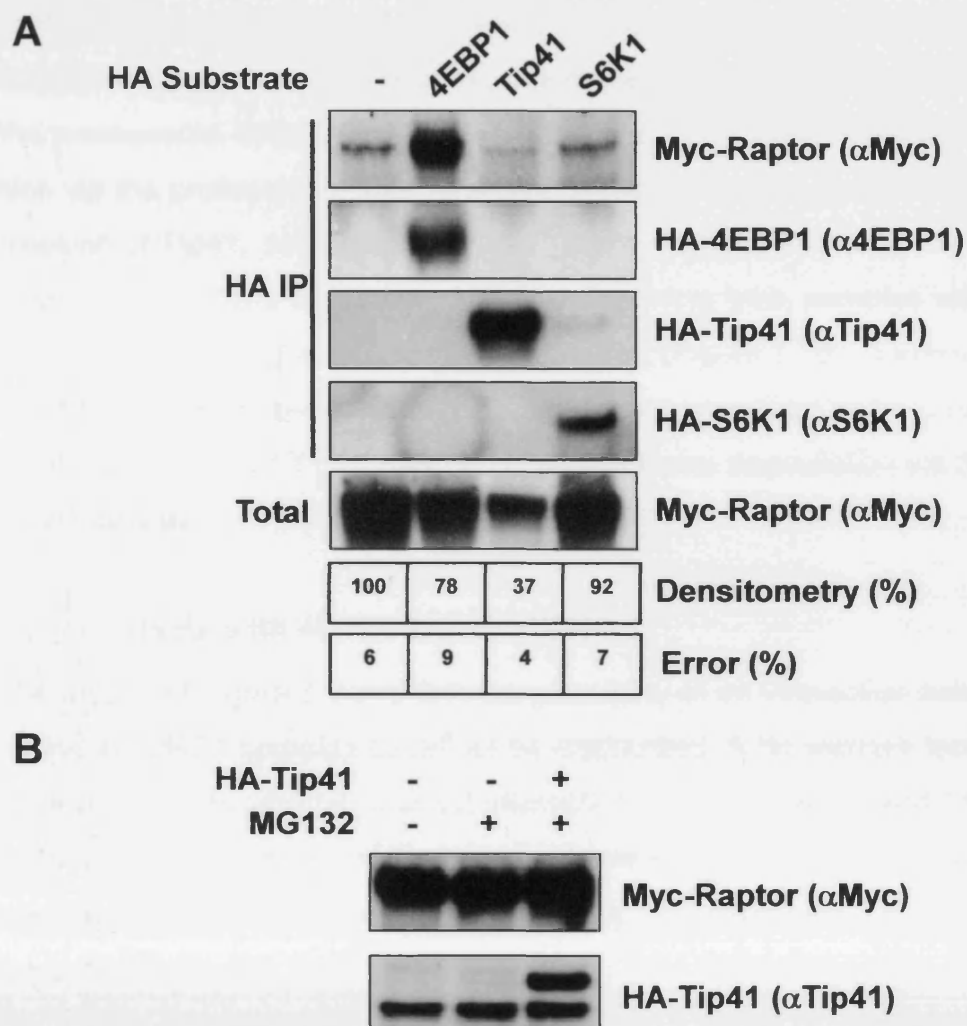 A
HA Substrate - 4EBP1 Tip41 S6K1
Myc-Raptor (αMyc)
HA-4EBP1 (α4EBP1)
HA IP
HA-Tip41 (αTip41)
HA-S6K1 (αS6K1)
Total Myc-Raptor (αMyc)
100 78 37 92 Densitometry (%)
6 9 4 7 Error (%)
B
HA-Tip41 - - +
MG132 - + +
Myc-Raptor (αMyc)
HA-Tip41 (αTip41)